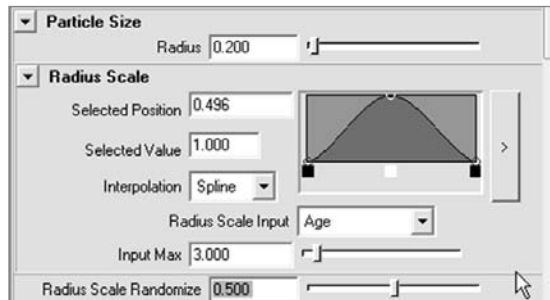 Particle Size
Radius 0.200
Radius Scale
Selected Position 0.496
Selected Value 1.000
Interpolation Spline
>
Radius Scale Input Age
Input Max 3.000
Radius Scale Randomize 0.500